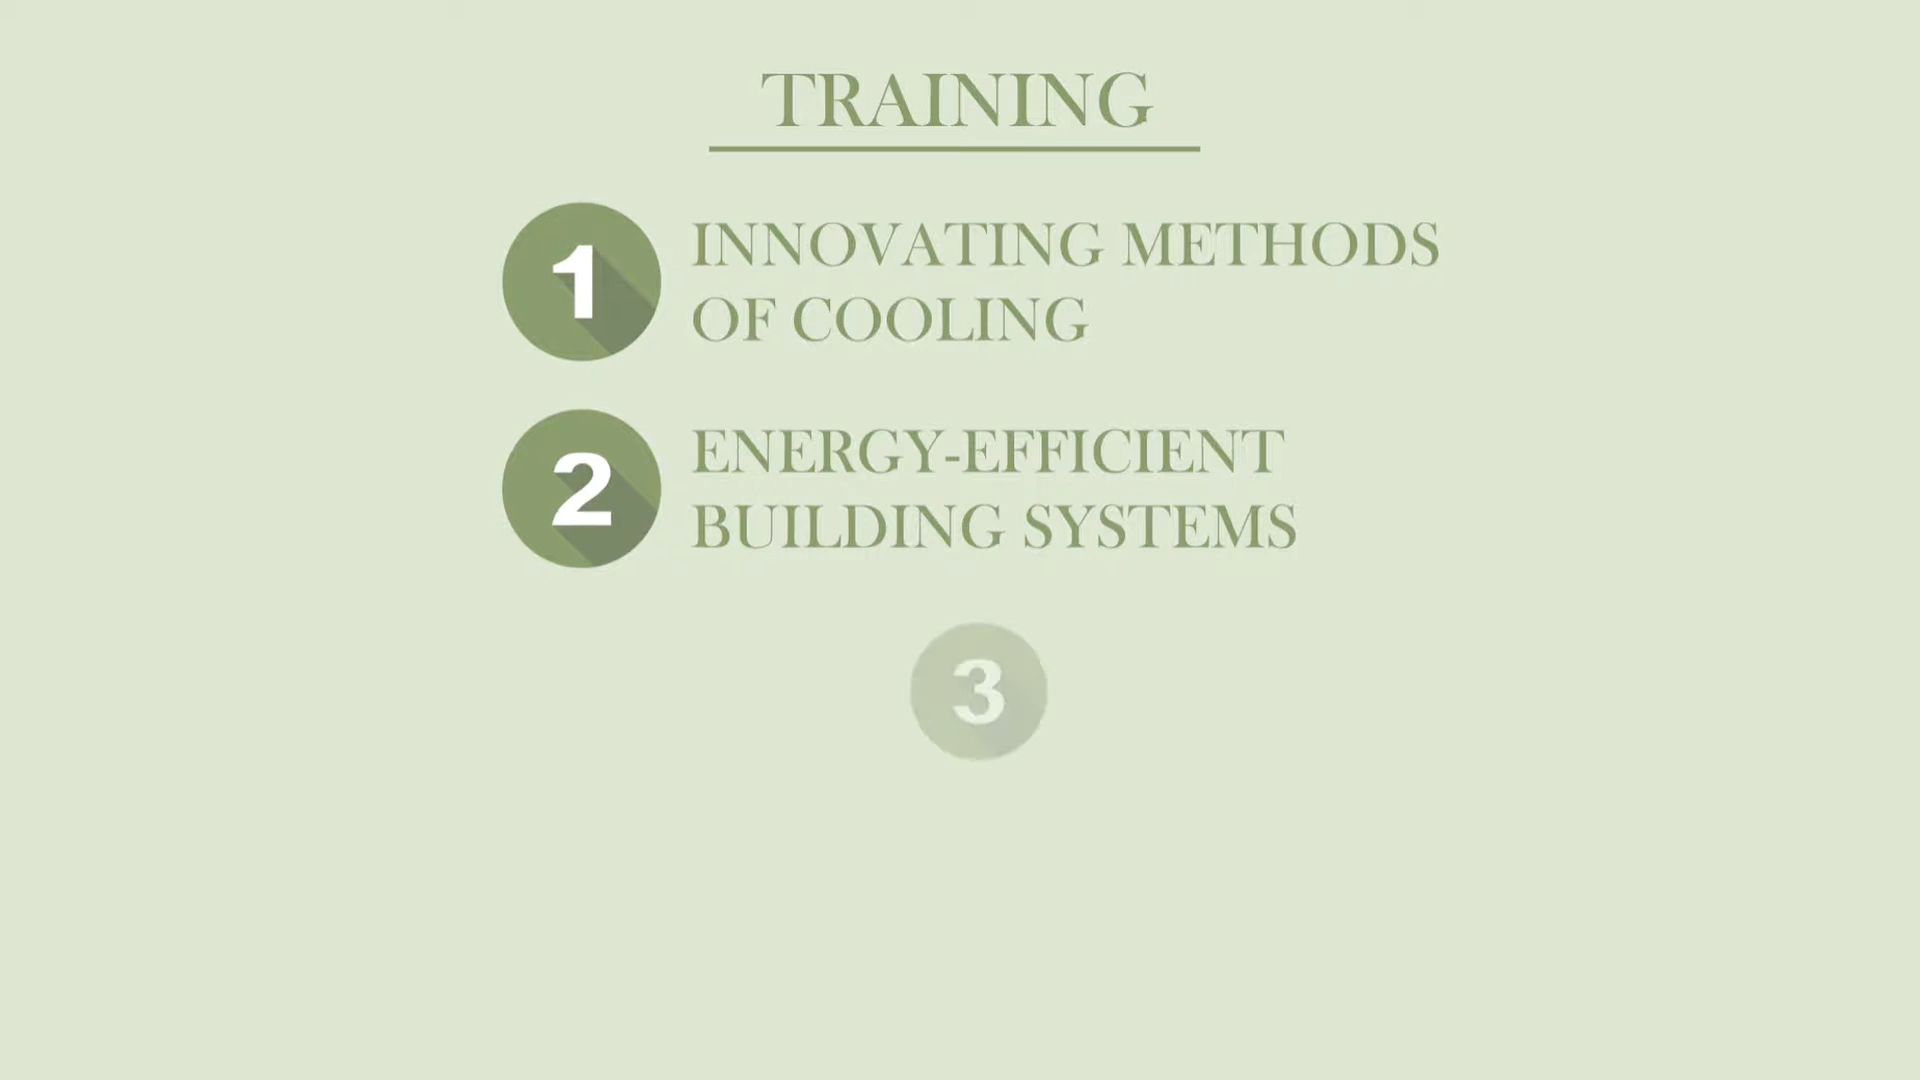 TRAINING
1
INNOVATING METHODS
OF COOLING
2
ENERGY-EFFICIENT
BUILDING SYSTEMS
3